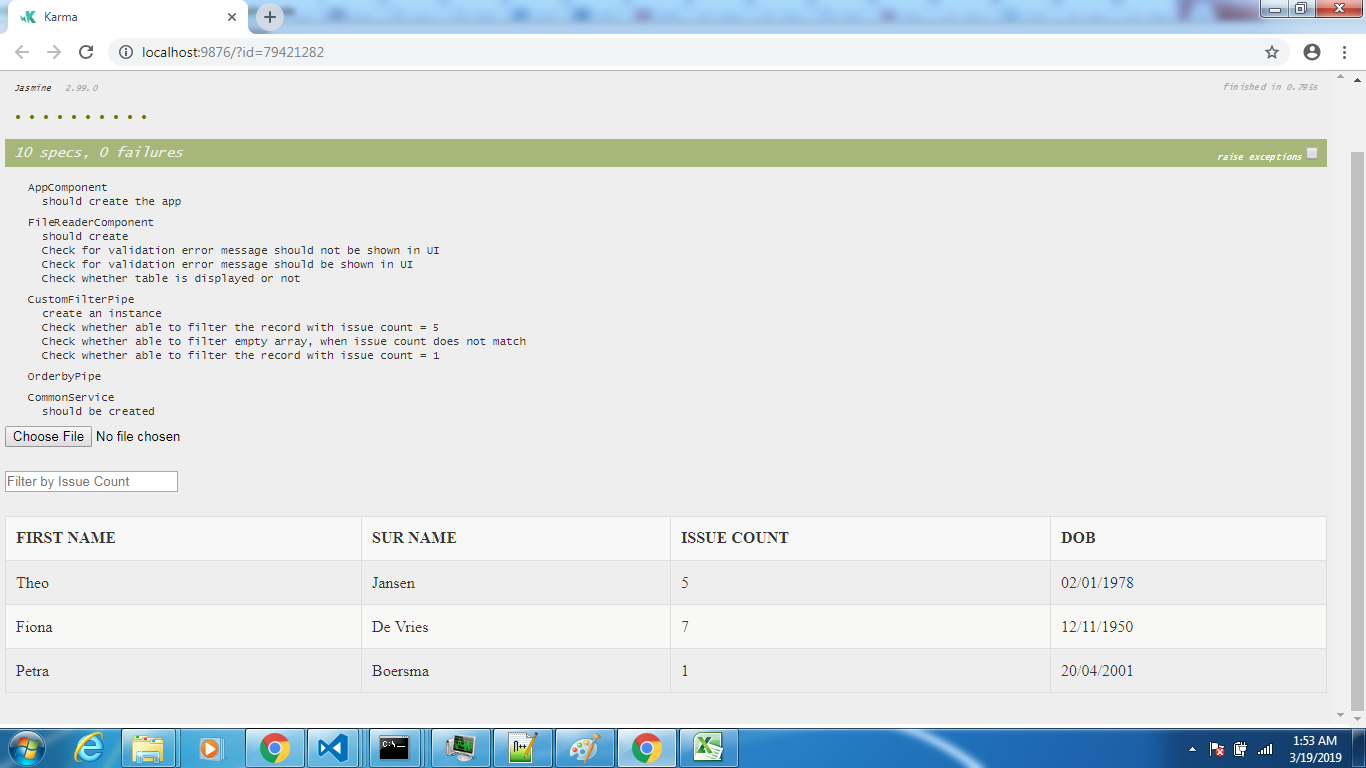 Karma
localhost:9876/?id=79421282
Jasmine 2.99.0
finished in 0.795s
10 specs, 0 failures
raise exceptions
AppComponent
should create the app
FileReaderComponent
should create
Check for validation error message should not be shown in UI
Check for validation error message should be shown in UI
Check whether table is displayed or not
CustomFilterPipe
create an instance
Check whether able to filter the record with issue count = 5
Check whether able to filter empty array, when issue count does not match
Check whether able to filter the record with issue count = 1
OrderbyPipe
CommonService
should be created
Choose File No file chosen
Filter by Issue Count
FIRST NAME SUR NAME ISSUE COUNT DOB
Theo Jansen 5 02/01/1978
Fiona De Vries 7 12/11/1950
Petra Boersma 1 20/04/2001
1:53 AM
3/19/2019